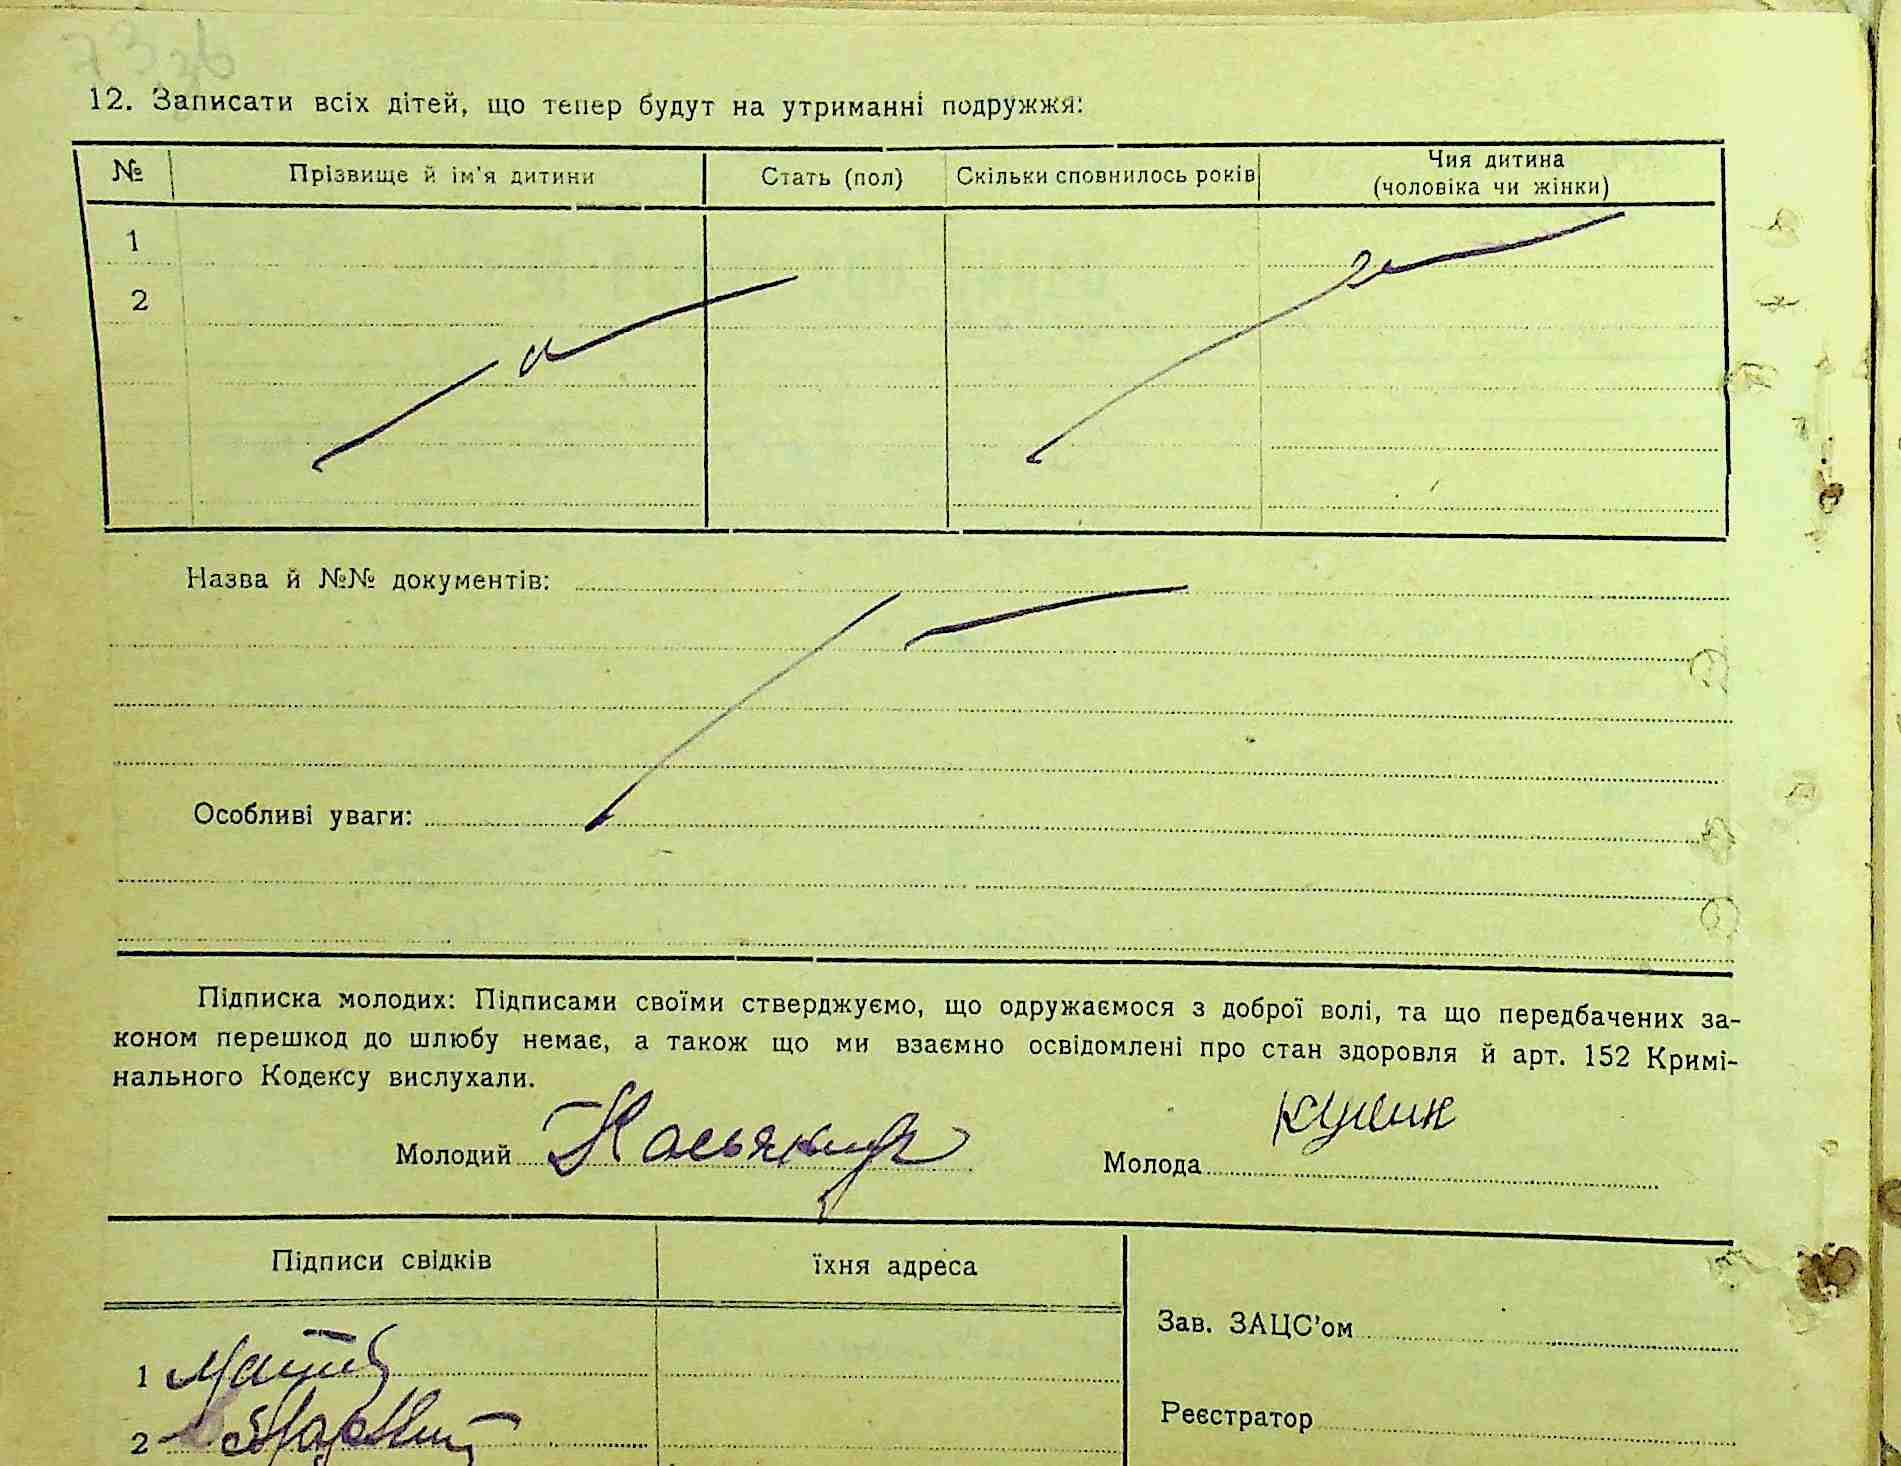 12. Записати всіх дітей, що тепер будут на утриманні подружжя:
№ Прізвище й ім'я дитини Стать (пол) Скільки сповнилось років Чия дитина (чоловіка чи жінки)
1
2
Назва й №№ документів:
Особливі уваги:
Підписка молодих: Підписами своїми стверджуємо, що одружаємося з доброї волі, та що передбачених за-
коном перешкод до шлюбу немає, а також що ми взаємно освідомлені про стан здоровля й арт. 152 Кримі-
нального Кодексу вислухали.
Молодий Молода
Підписи свідків їхня адреса
Зав. ЗАЦС'ом
1
Реєстратор
2